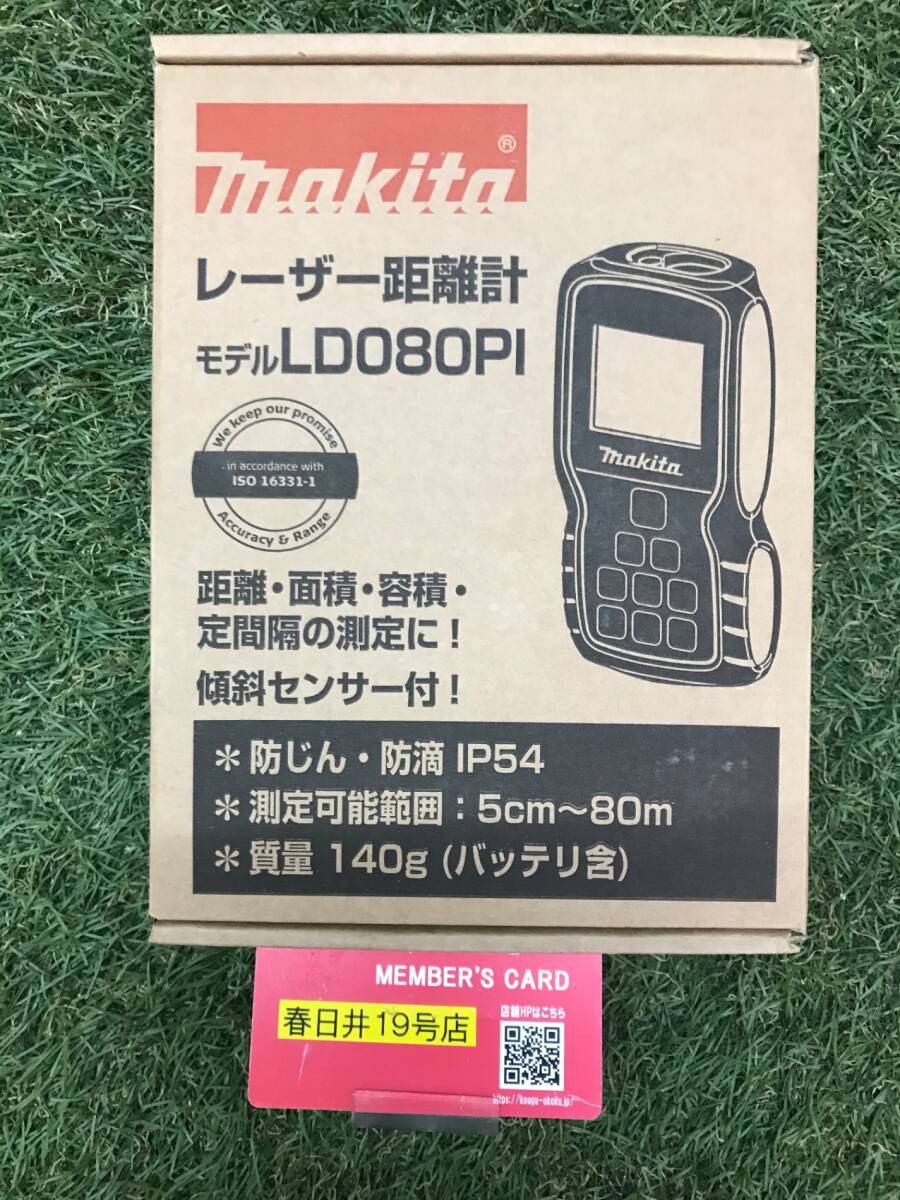 makita®
レーザー距離計
モデルLD080PI
We keep our promise
in accordance with
ISO 16331-1
Accuracy & Range
makita
距離・面積・容積・
定間隔の測定に！
傾斜センサー付！
＊防じん・防滴 IP54
＊測定可能範囲：5cm～80m
＊質量 140g (バッテリ含)
MEMBER'S CARD
春日井19号店
店舗HPはこちら
https://kougu-okoku.jp/